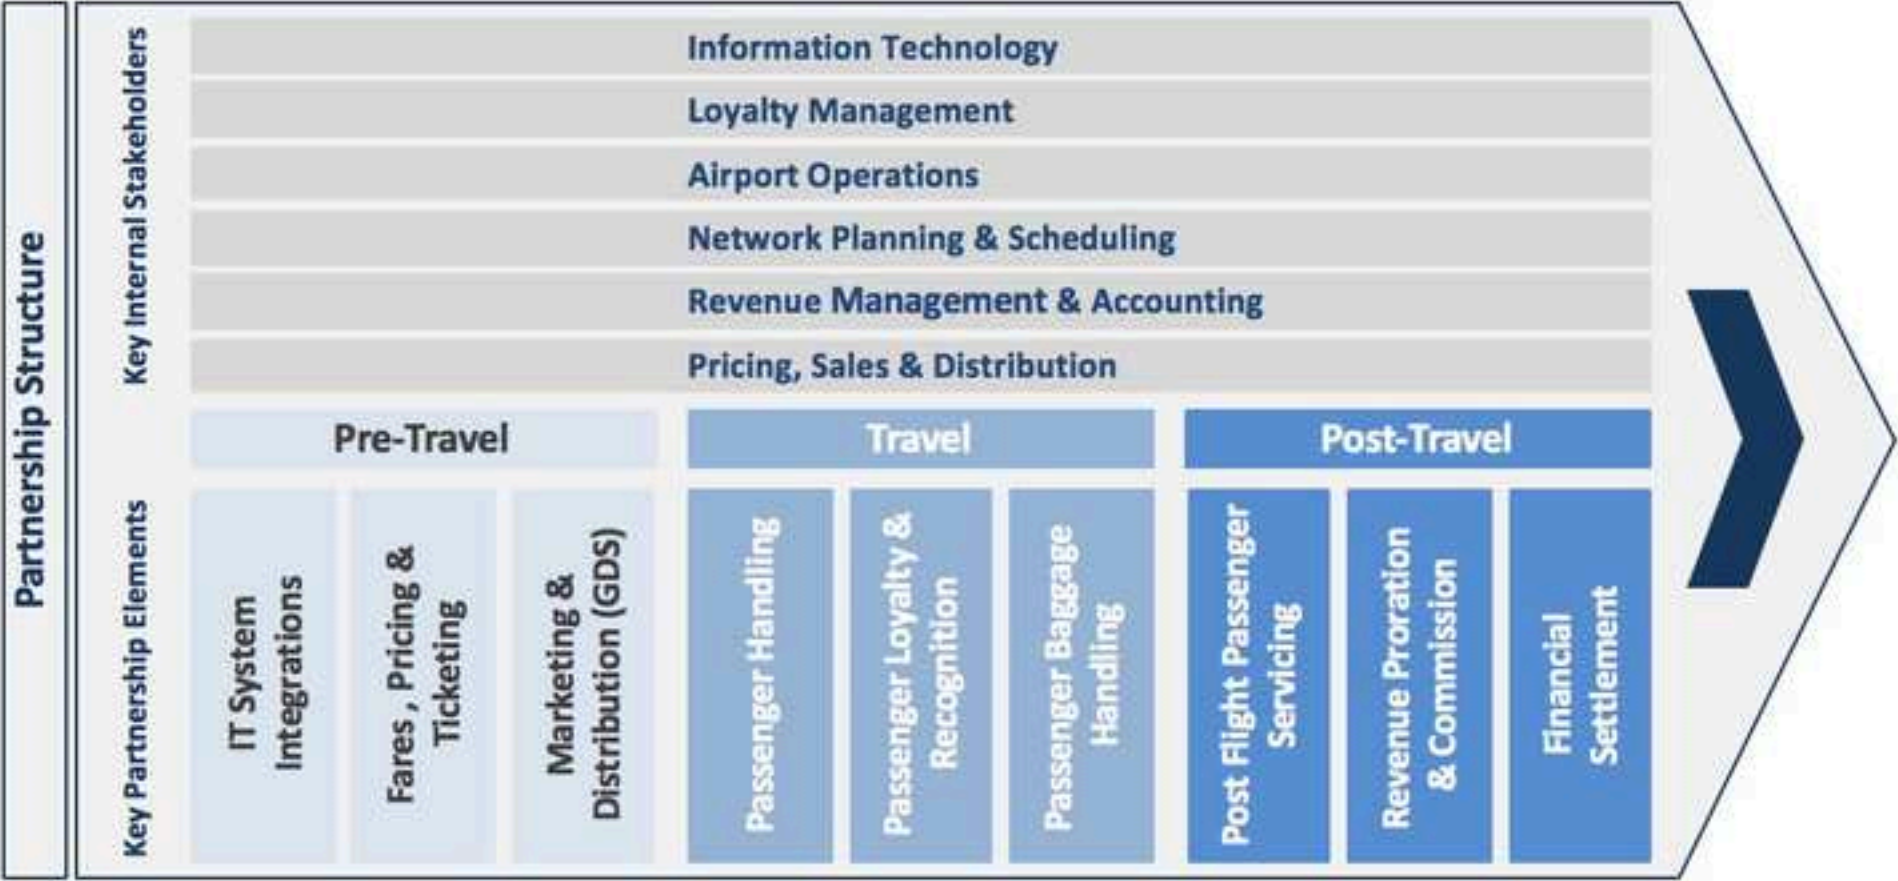 Partnership Structure
Key Internal Stakeholders
Information Technology
Loyalty Management
Airport Operations
Network Planning & Scheduling
Revenue Management & Accounting
Pricing, Sales & Distribution
Pre-Travel
Travel
Post-Travel
Key Partnership Elements
IT System
Integrations
Fares , Pricing &
Ticketing
Marketing &
Distribution (GDS)
Passenger Handling
Passenger Loyalty &
Recognition
Passenger Baggage
Handling
Post Flight Passenger
Servicing
Revenue Proration
& Commission
Financial
Settlement